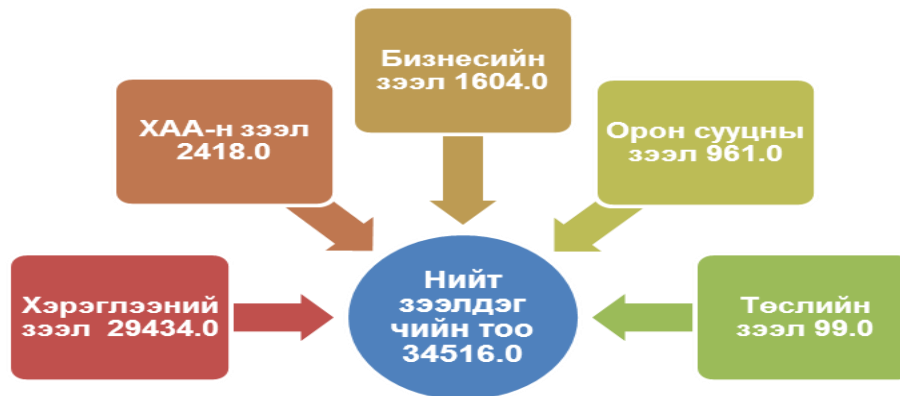 Бизнесийн
зээл 1604.0
ХАА-н зээл
2418.0
Орон сууцны
зээл 961.0
Хэрэглээний
зээл 29434.0
Нийт
зээлдэг
чийн тоо
34516.0
Төслийн
зээл 99.0